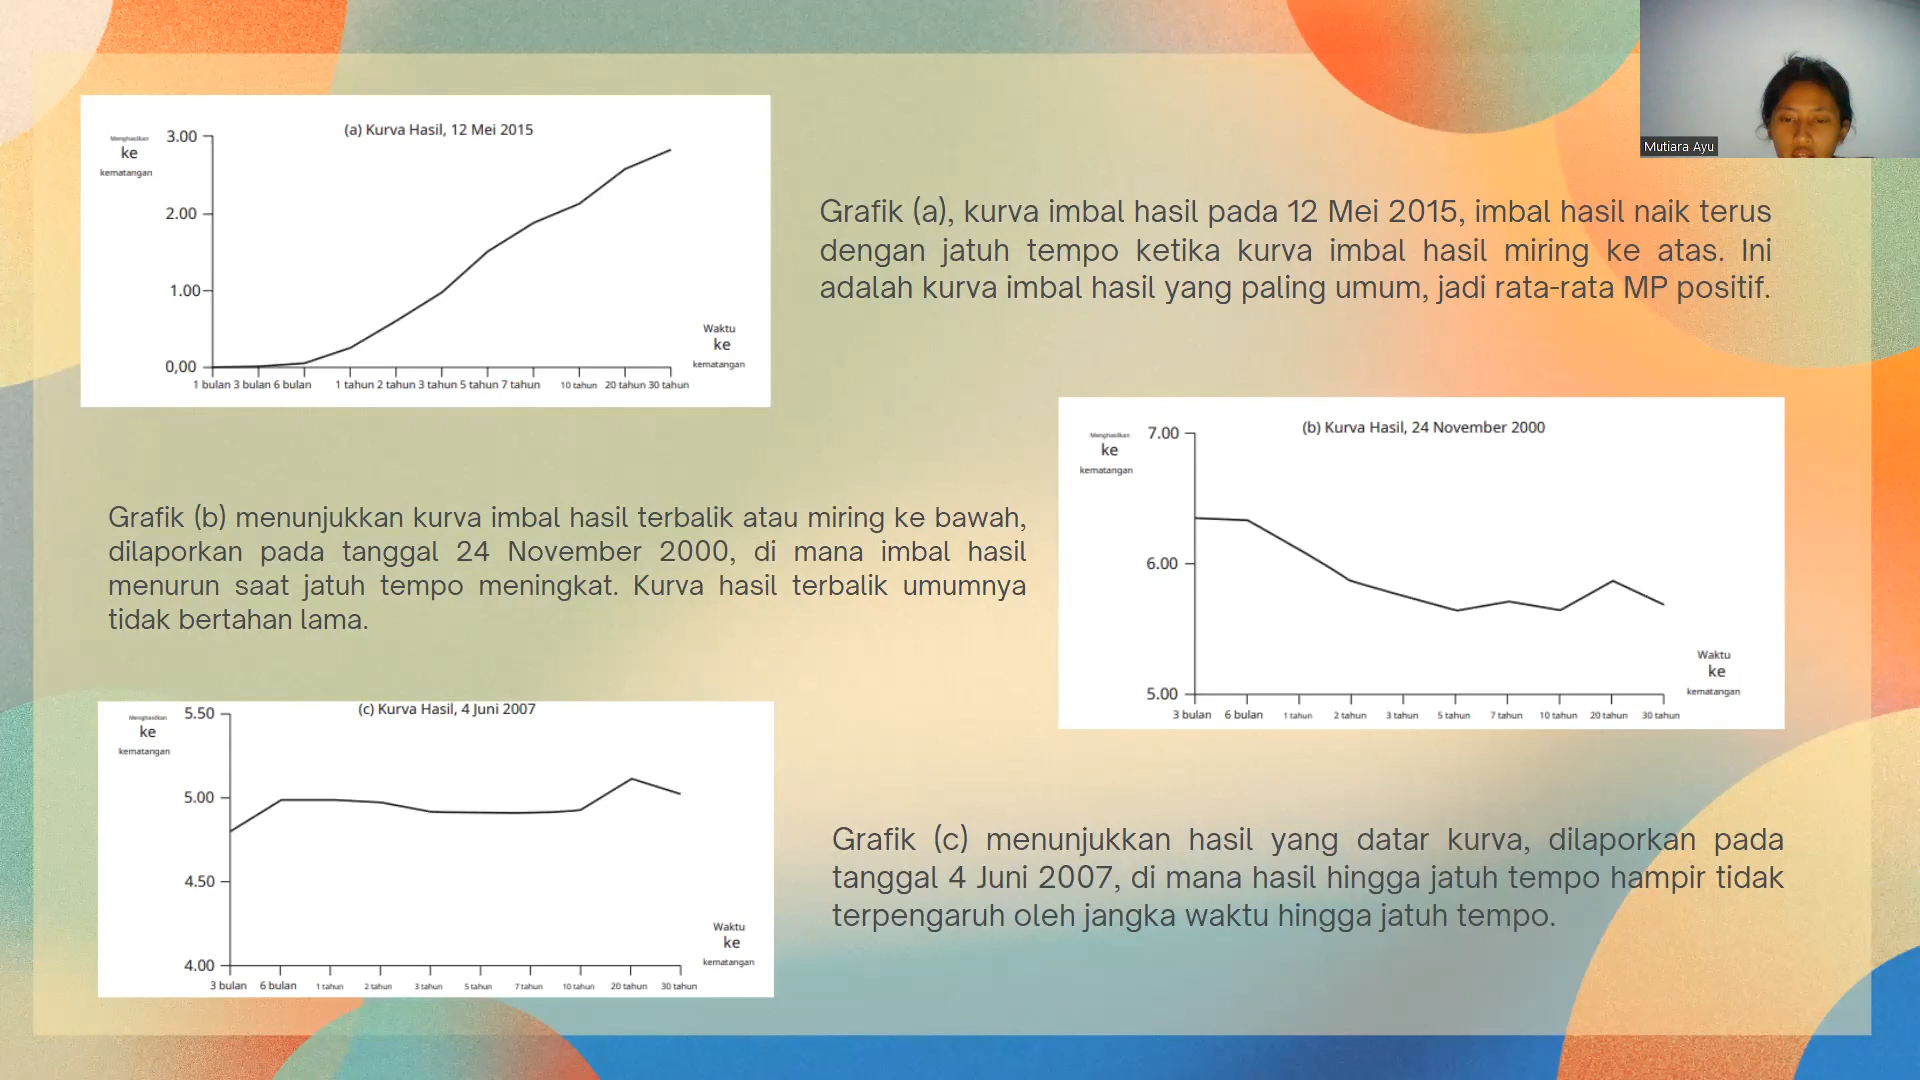 Mutiara Ayu
(a) Kurva Hasil, 12 Mei 2015
Menghasilkan
ke
kematangan
3.00
2.00
1.00
0,00
1 bulan 3 bulan 6 bulan 1 tahun 2 tahun 3 tahun 5 tahun 7 tahun 10 tahun 20 tahun 30 tahun
Waktu
ke
kematangan
Grafik (a), kurva imbal hasil pada 12 Mei 2015, imbal hasil naik terus
dengan jatuh tempo ketika kurva imbal hasil miring ke atas. Ini
adalah kurva imbal hasil yang paling umum, jadi rata-rata MP positif.
Grafik (b) menunjukkan kurva imbal hasil terbalik atau miring ke bawah,
dilaporkan pada tanggal 24 November 2000, di mana imbal hasil
menurun saat jatuh tempo meningkat. Kurva hasil terbalik umumnya
tidak bertahan lama.
(b) Kurva Hasil, 24 November 2000
Menghasilkan
ke
kematangan
7.00
6.00
5.00
3 bulan 6 bulan 1 tahun 2 tahun 3 tahun 5 tahun 7 tahun 10 tahun 20 tahun 30 tahun
Waktu
ke
kematangan
(c) Kurva Hasil, 4 Juni 2007
Menghasilkan
ke
kematangan
5.50
5.00
4.50
4.00
3 bulan 6 bulan 1 tahun 2 tahun 3 tahun 5 tahun 7 tahun 10 tahun 20 tahun 30 tahun
Waktu
ke
kematangan
Grafik (c) menunjukkan hasil yang datar kurva, dilaporkan pada
tanggal 4 Juni 2007, di mana hasil hingga jatuh tempo hampir tidak
terpengaruh oleh jangka waktu hingga jatuh tempo.